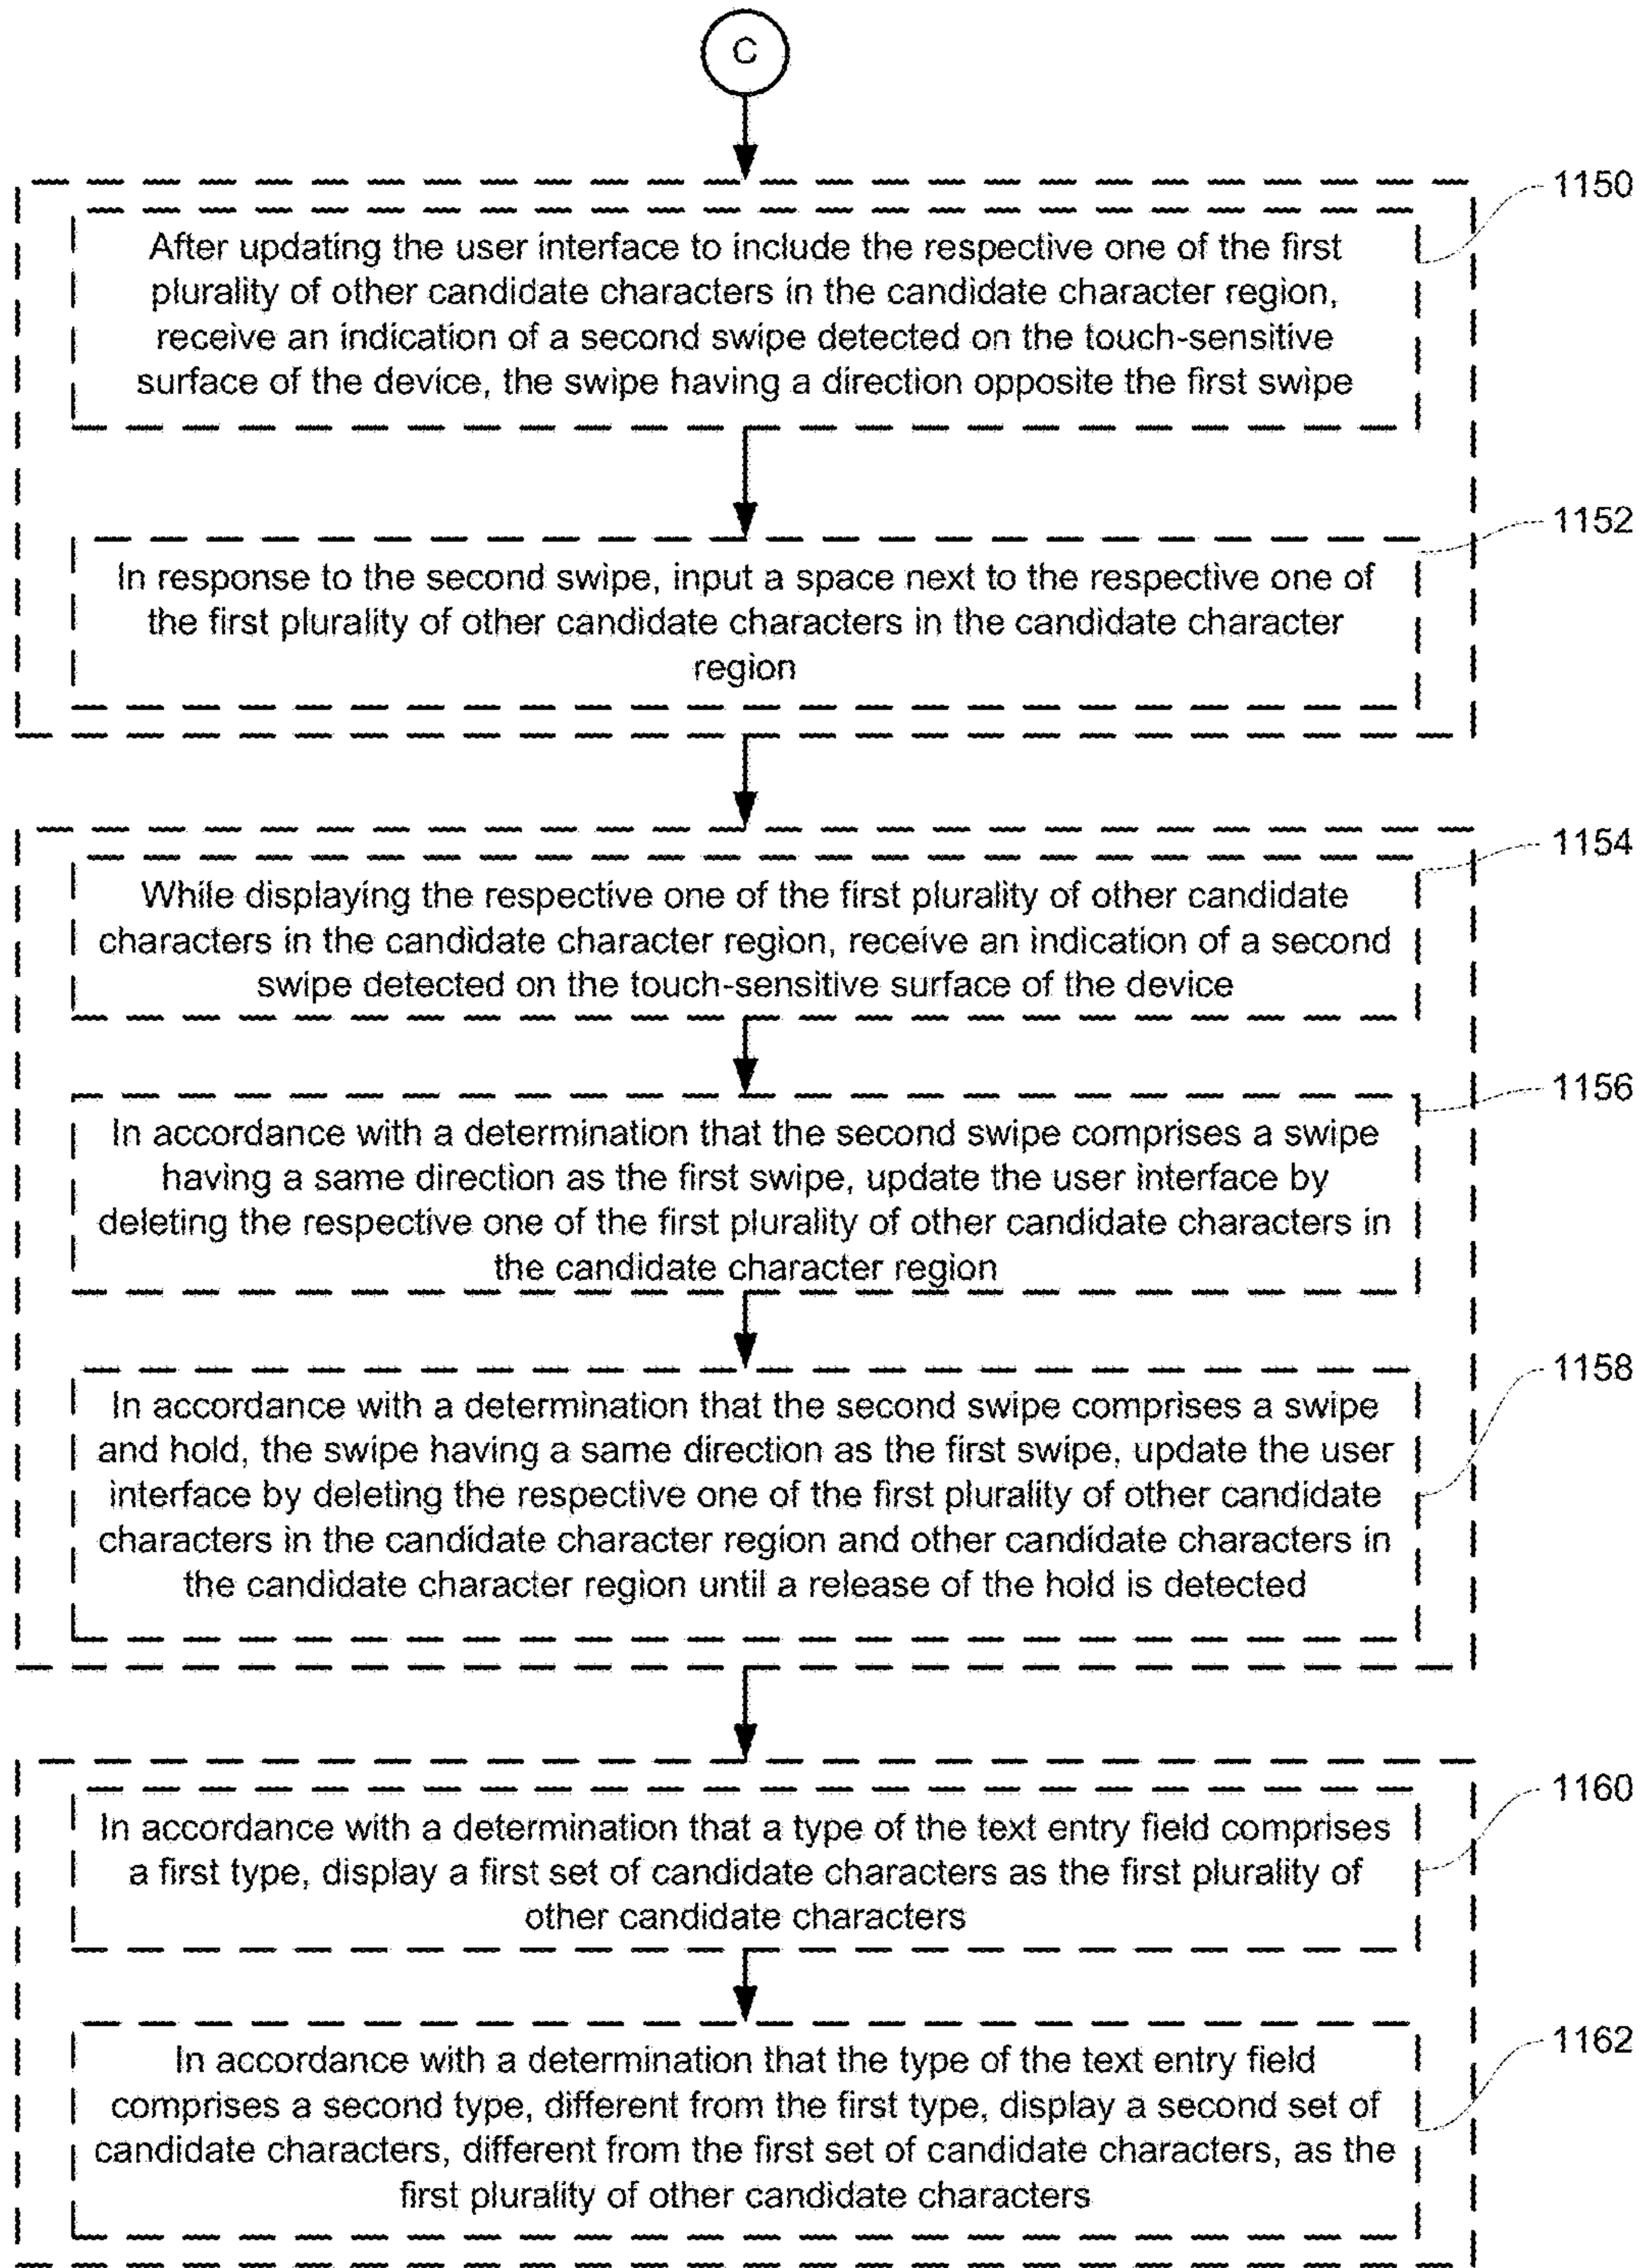 C
1150
After updating the user interface to include the respective one of the first
plurality of other candidate characters in the candidate character region,
receive an indication of a second swipe detected on the touch-sensitive
surface of the device, the swipe having a direction opposite the first swipe
1152
In response to the second swipe, input a space next to the respective one of
the first plurality of other candidate characters in the candidate character
region
1154
While displaying the respective one of the first plurality of other candidate
characters in the candidate character region, receive an indication of a second
swipe detected on the touch-sensitive surface of the device
1156
In accordance with a determination that the second swipe comprises a swipe
having a same direction as the first swipe, update the user interface by
deleting the respective one of the first plurality of other candidate characters in
the candidate character region
1158
In accordance with a determination that the second swipe comprises a swipe
and hold, the swipe having a same direction as the first swipe, update the user
interface by deleting the respective one of the first plurality of other candidate
characters in the candidate character region and other candidate characters in
the candidate character region until a release of the hold is detected
1160
In accordance with a determination that a type of the text entry field comprises
a first type, display a first set of candidate characters as the first plurality of
other candidate characters
1162
In accordance with a determination that the type of the text entry field
comprises a second type, different from the first type, display a second set of
candidate characters, different from the first set of candidate characters, as the
first plurality of other candidate characters